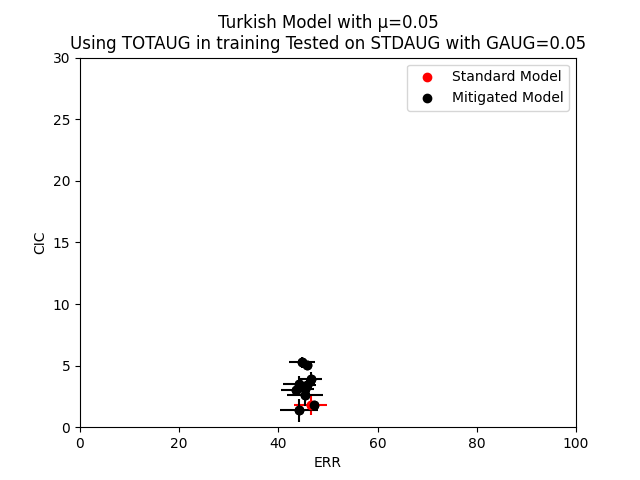 Turkish Model with μ=0.05
Using TOTAUG in training Tested on STDAUG with GAUG=0.05
Standard Model
Mitigated Model
CIC
30
25
20
15
10
5
0
0 20 40 60 80 100
ERR